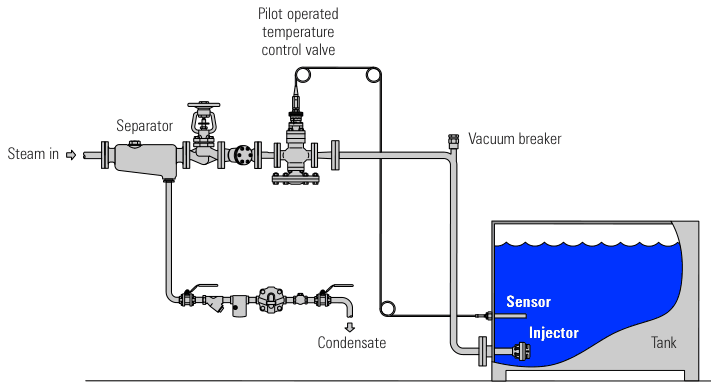 Pilot operated
temperature
control valve
Separator
Vacuum breaker
Steam in
Sensor
Injector
Tank
Condensate